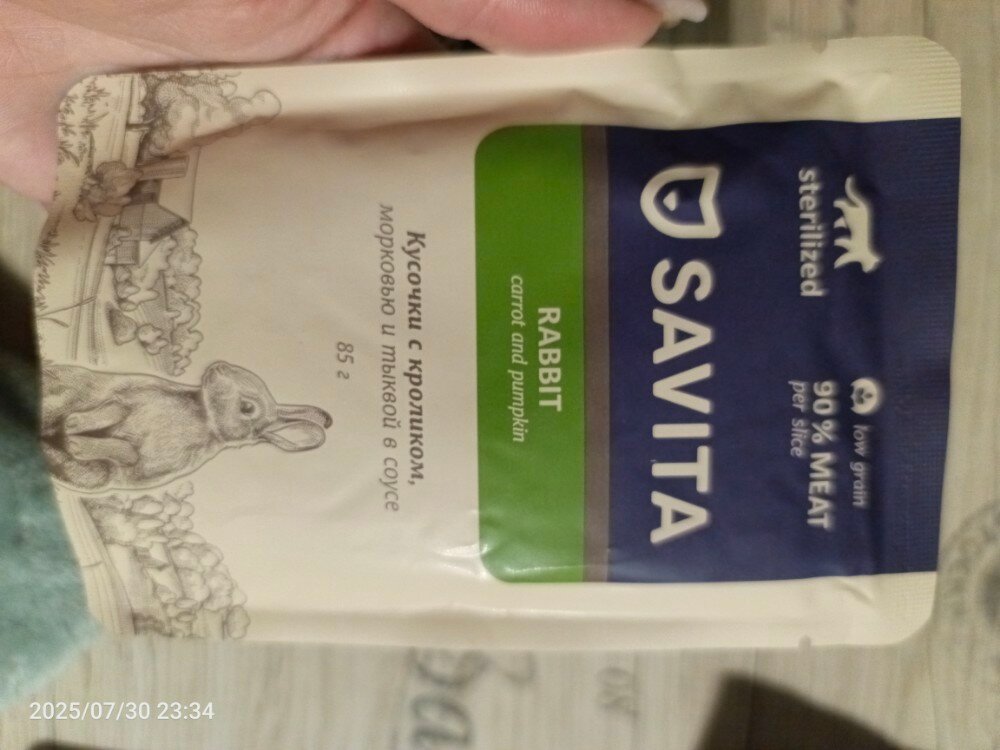 sterilized
low grain
90% MEAT
per slice
SAVITA
RABBIT
carrot and pumpkin
Кусочки с кроликом,
морковью и тыквой в соусе
85 г
2025/07/30 23:34